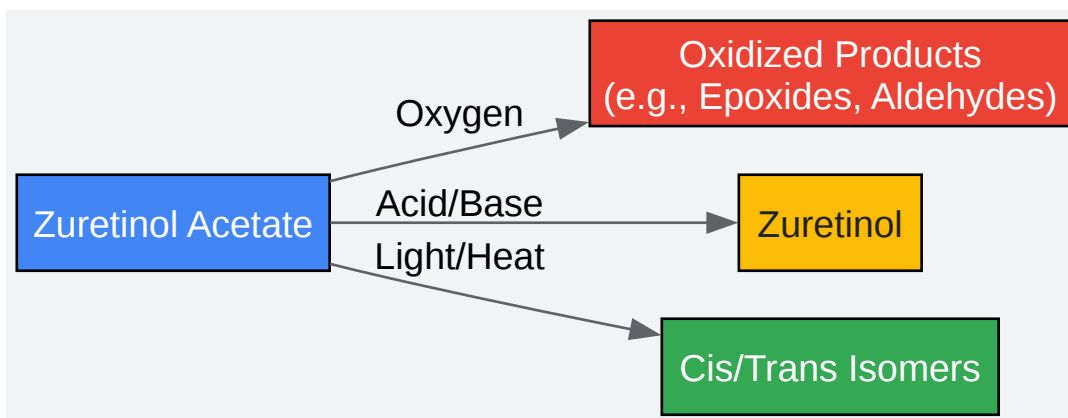 Oxidized Products
(e.g., Epoxides, Aldehydes)
Oxygen
Zuretinol Acetate
Acid/Base
Zuretinol
Light/Heat
Cis/Trans Isomers